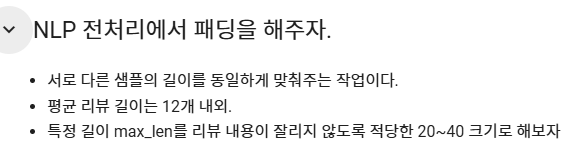 NLP 전처리에서 패딩을 해주자.
서로 다른 샘플의 길이를 동일하게 맞춰주는 작업이다.
평균 리뷰 길이는 12개 내외.
특정 길이 max_len를 리뷰 내용이 잘리지 않도록 적당한 20~40 크기로 해보자